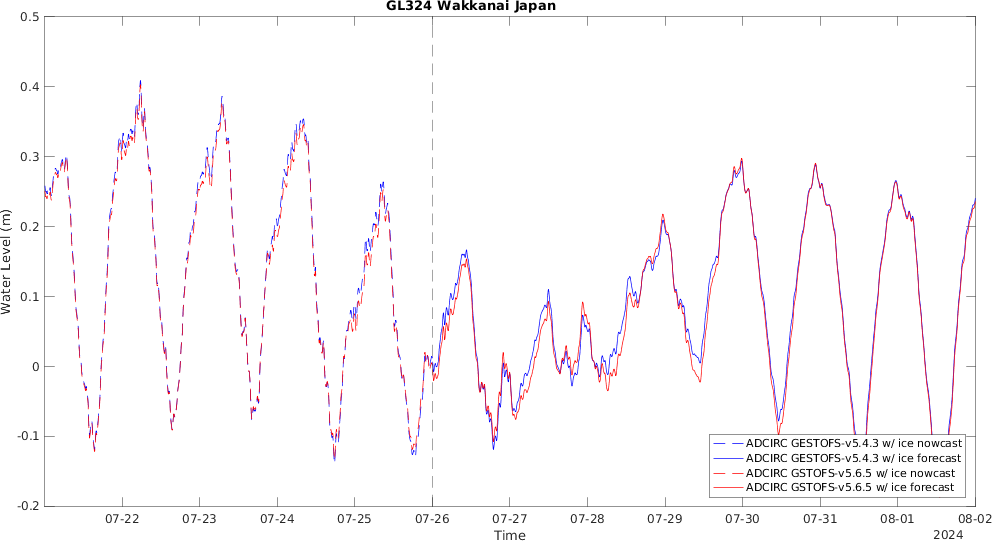 GL324 Wakkanai Japan
0.5
0.4
0.3
0.2
0.1
0
-0.1
-0.2
Water Level (m)
ADCIRC GESTOFS-v5.4.3 w/ ice nowcast
ADCIRC GESTOFS-v5.4.3 w/ ice forecast
ADCIRC GSTOFS-v5.6.5 w/ ice nowcast
ADCIRC GSTOFS-v5.6.5 w/ ice forecast
07-22 07-23 07-24 07-25 07-26 07-27 07-28 07-29 07-30 07-31 08-01 08-02
Time
2024